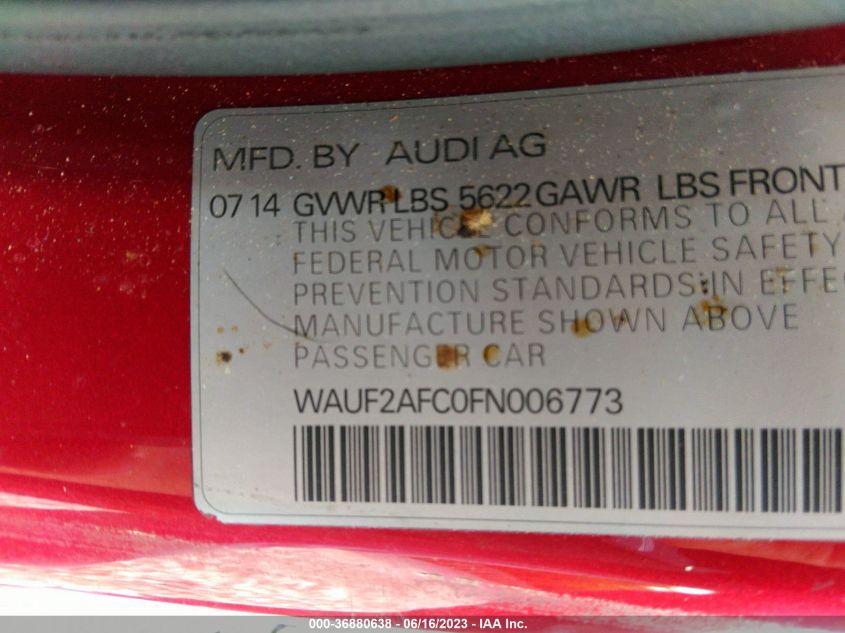 MFD. BY AUDI AG
07 14 GVWR LBS 5622 GAWR LBS FRONT
THIS VEHICLE CONFORMS TO ALL A
FEDERAL MOTOR VEHICLE SAFETY
PREVENTION STANDARDS IN EFFE
MANUFACTURE SHOWN ABOVE
PASSENGER CAR
WAUF2AFC0FN006773
000-36880638 - 06/16/2023 - IAA Inc.